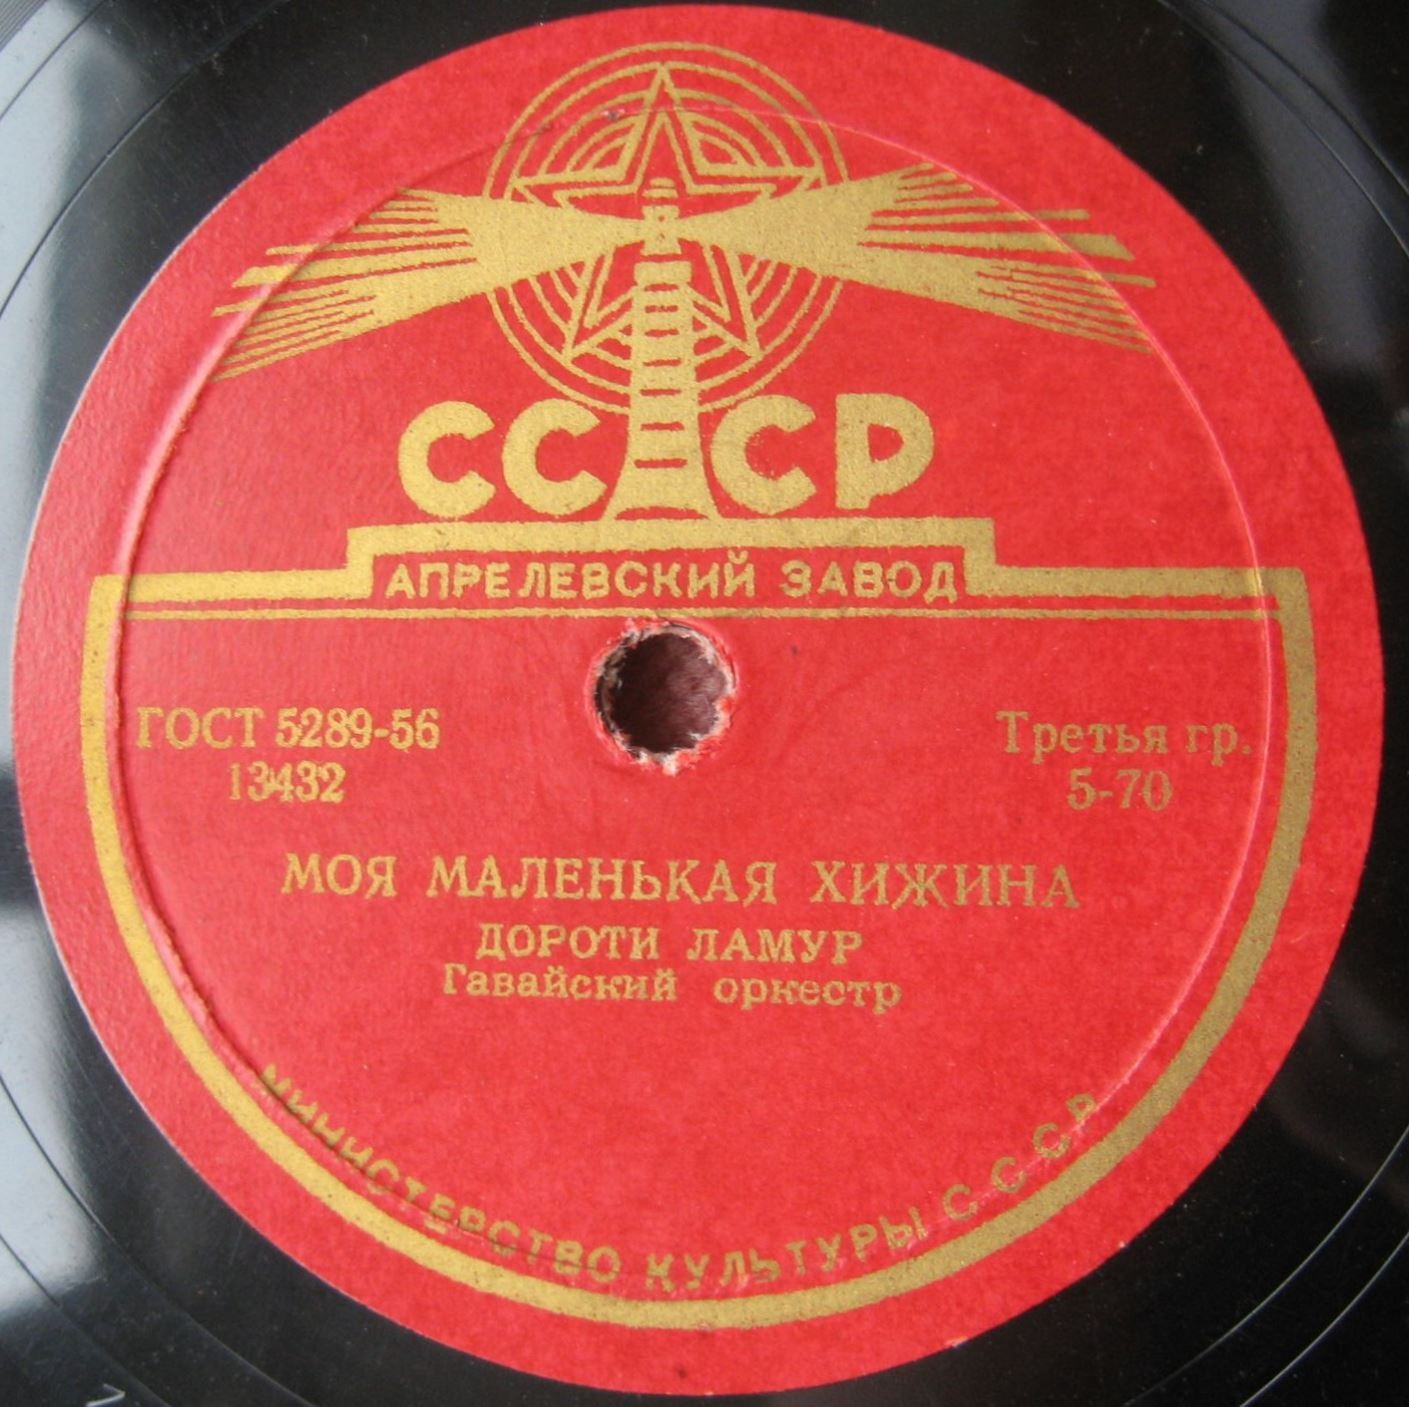 СССР
АПРЕЛЕВСКИЙ ЗАВОД
ГОСТ 5289-56
13432
Третья гр.
5-70
МОЯ МАЛЕНЬКАЯ ХИЖИНА
ДОРОТИ ЛАМУР
Гавайский оркестр
МИНИСТЕРСТВО КУЛЬТУРЫ СССР